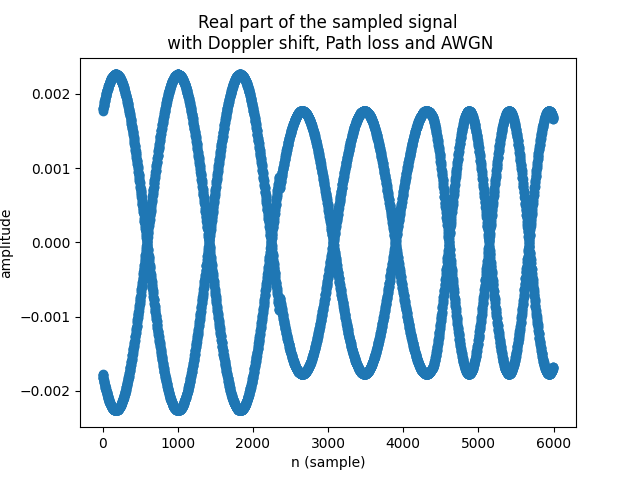 Real part of the sampled signal
with Doppler shift, Path loss and AWGN
amplitude
0.002
0.001
0.000
−0.001
−0.002
0 1000 2000 3000 4000 5000 6000
n (sample)